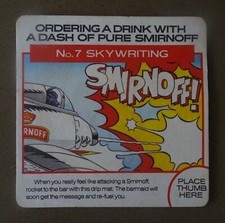 ORDERING A DRINK WITH
A DASH OF PURE SMIRNOFF
No.7 SKYWRITING
SMIRNOFF!
IRNOFF
When you really feel like attacking a Smirnoff,
rocket to the bar with this drip mat. The barmaid will
soon get the message and re-fuel you.
PLACE
THUMB
HERE